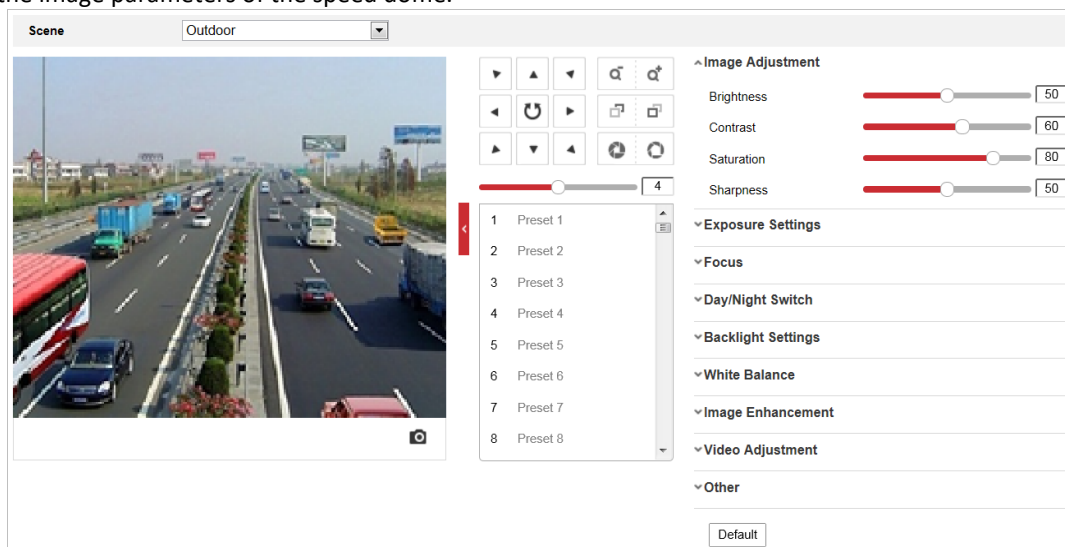 the image parameters of the speed dome.
Scene Outdoor
4
1 Preset 1
2 Preset 2
3 Preset 3
4 Preset 4
5 Preset 5
6 Preset 6
7 Preset 7
8 Preset 8
Image Adjustment
Brightness 50
Contrast 60
Saturation 80
Sharpness 50
Exposure Settings
Focus
Day/Night Switch
Backlight Settings
White Balance
Image Enhancement
Video Adjustment
Other
Default